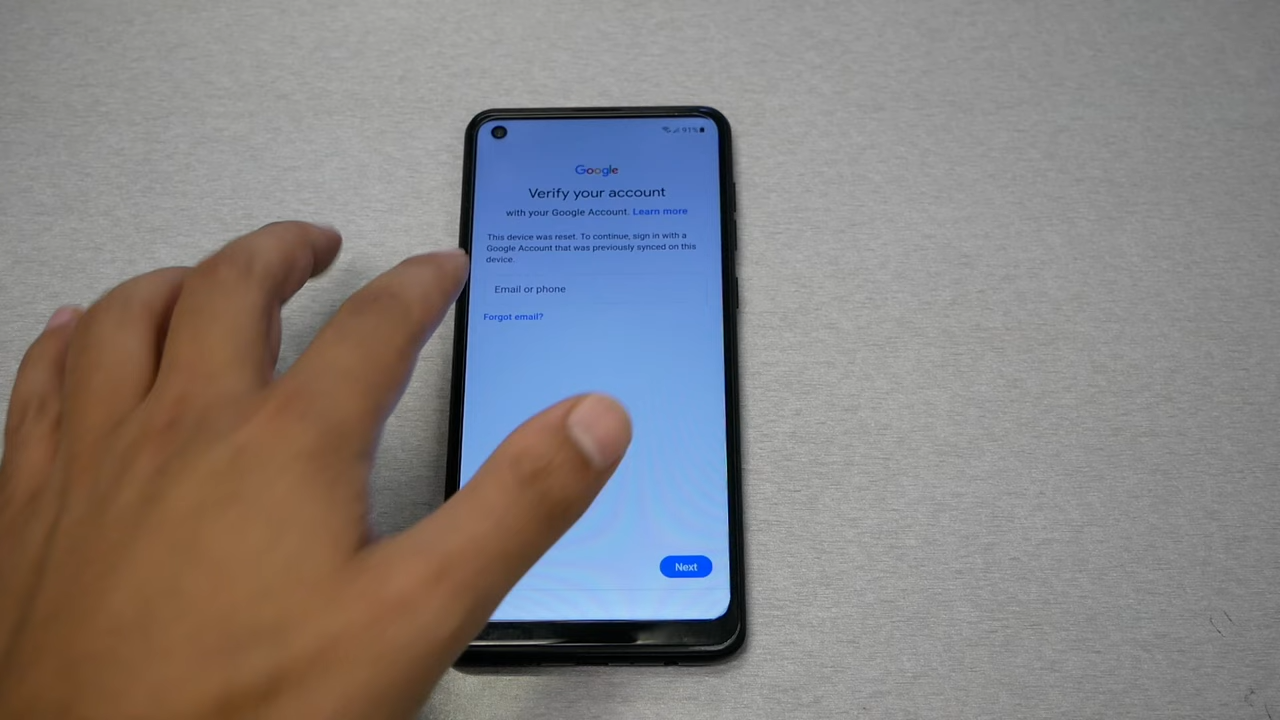 91%
Google
Verify your account
with your Google Account. Learn more
This device was reset. To continue, sign in with a
Google Account that was previously synced on this
device.
Email or phone
Forgot email?
Next